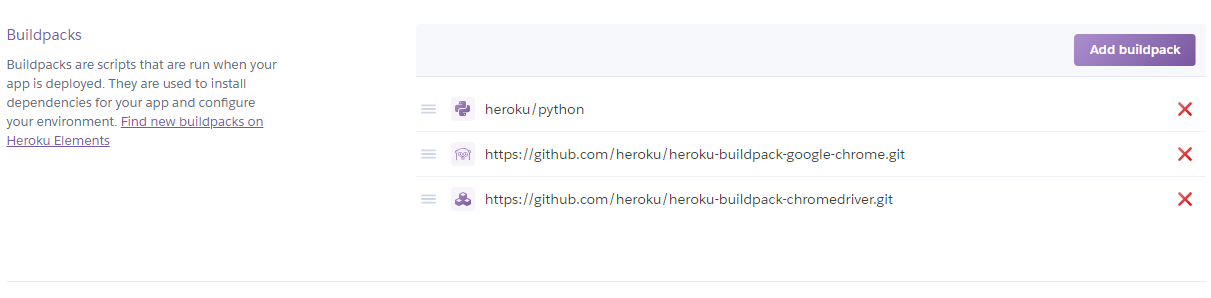 Buildpacks
Buildpacks are scripts that are run when your
app is deployed. They are used to install
dependencies for your app and configure
your environment. Find new buildpacks on
Heroku Elements
Add buildpack
heroku/python
https://github.com/heroku/heroku-buildpack-google-chrome.git
https://github.com/heroku/heroku-buildpack-chromedriver.git